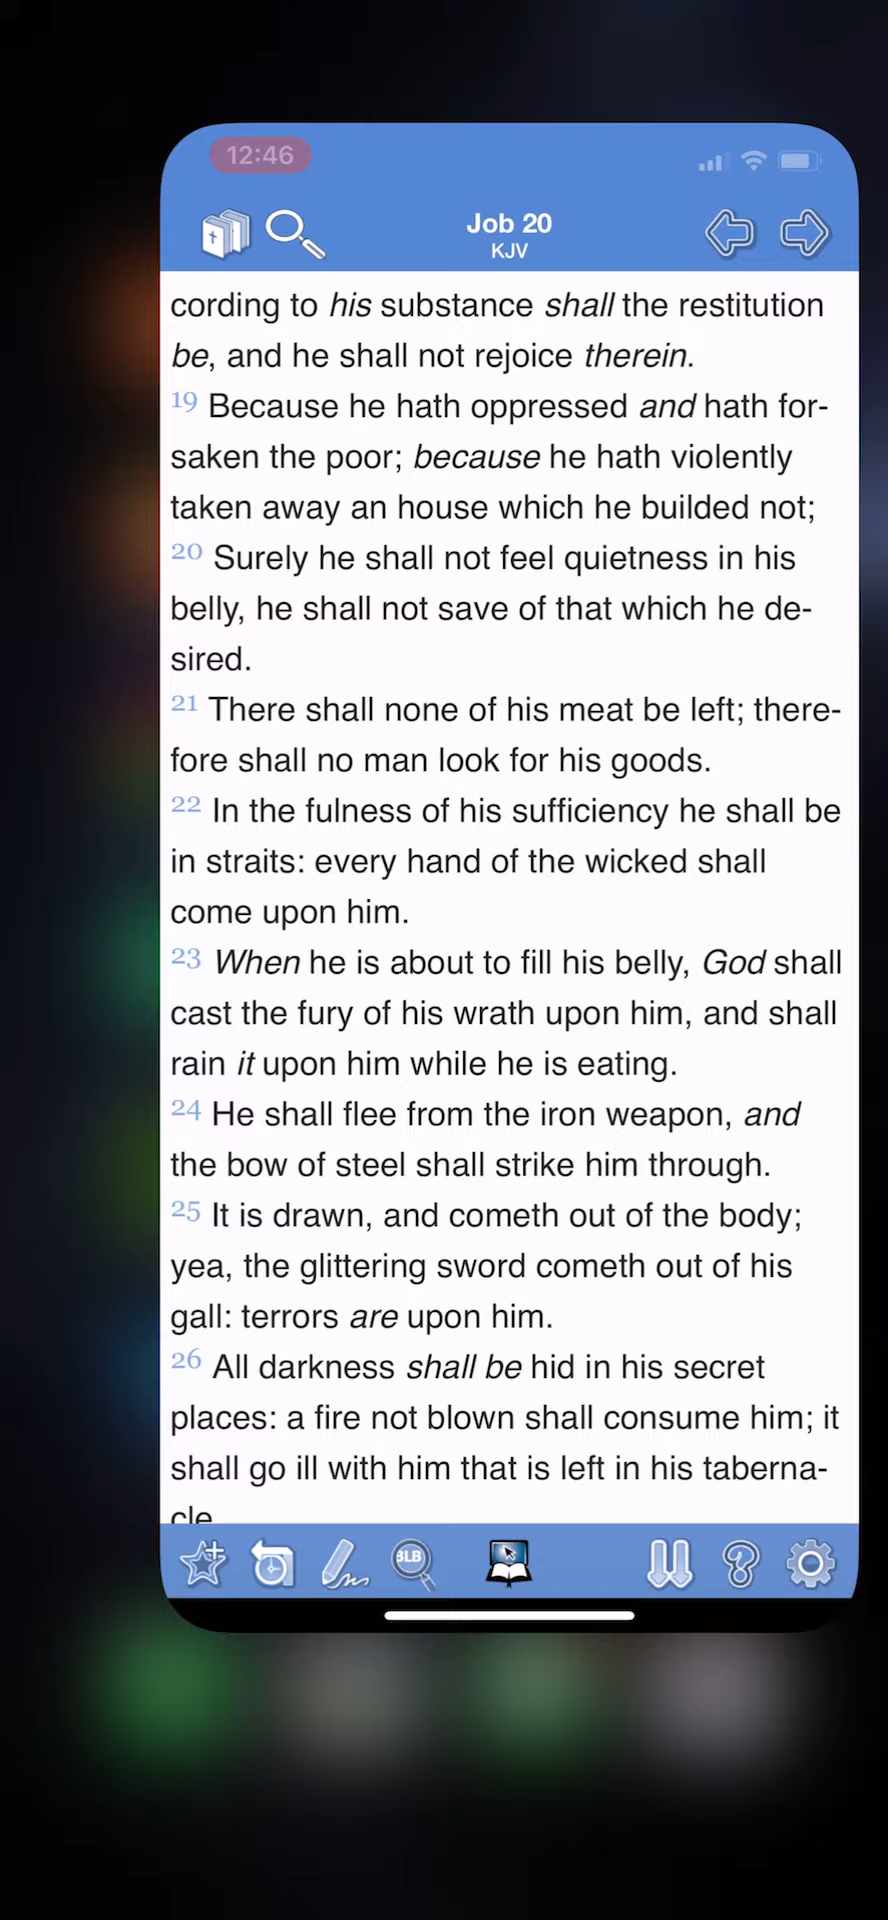 12:46
Job 20
KJV
cording to his substance shall the restitution
be, and he shall not rejoice therein.
19 Because he hath oppressed and hath for-
saken the poor; because he hath violently
taken away an house which he builded not;
20 Surely he shall not feel quietness in his
belly, he shall not save of that which he de-
sired.
21 There shall none of his meat be left; there-
fore shall no man look for his goods.
22 In the fulness of his sufficiency he shall be
in straits: every hand of the wicked shall
come upon him.
23 When he is about to fill his belly, God shall
cast the fury of his wrath upon him, and shall
rain it upon him while he is eating.
24 He shall flee from the iron weapon, and
the bow of steel shall strike him through.
25 It is drawn, and cometh out of the body;
yea, the glittering sword cometh out of his
gall: terrors are upon him.
26 All darkness shall be hid in his secret
places: a fire not blown shall consume him; it
shall go ill with him that is left in his taberna-
cle
BLB